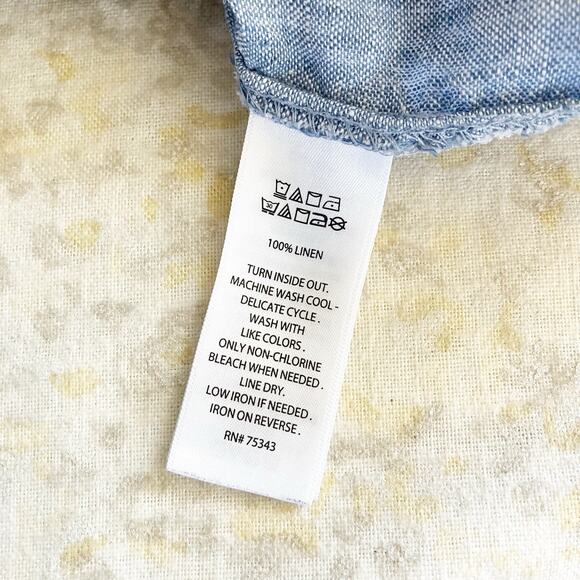 100% LINEN
TURN INSIDE OUT.
MACHINE WASH COOL -
DELICATE CYCLE .
WASH WITH
LIKE COLORS .
ONLY NON-CHLORINE
BLEACH WHEN NEEDED .
LINE DRY.
LOW IRON IF NEEDED .
IRON ON REVERSE .
RN# 75343